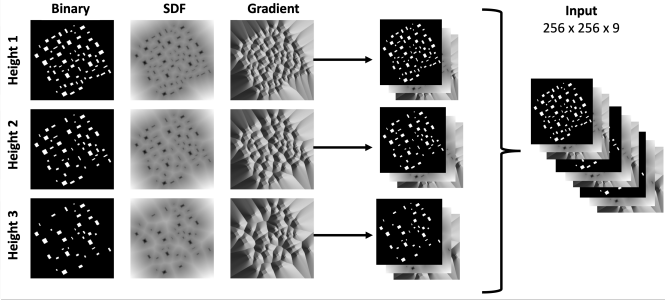 Binary
SDF
Gradient
Input
256 x 256 x 9
Height 1
Height 2
Height 3